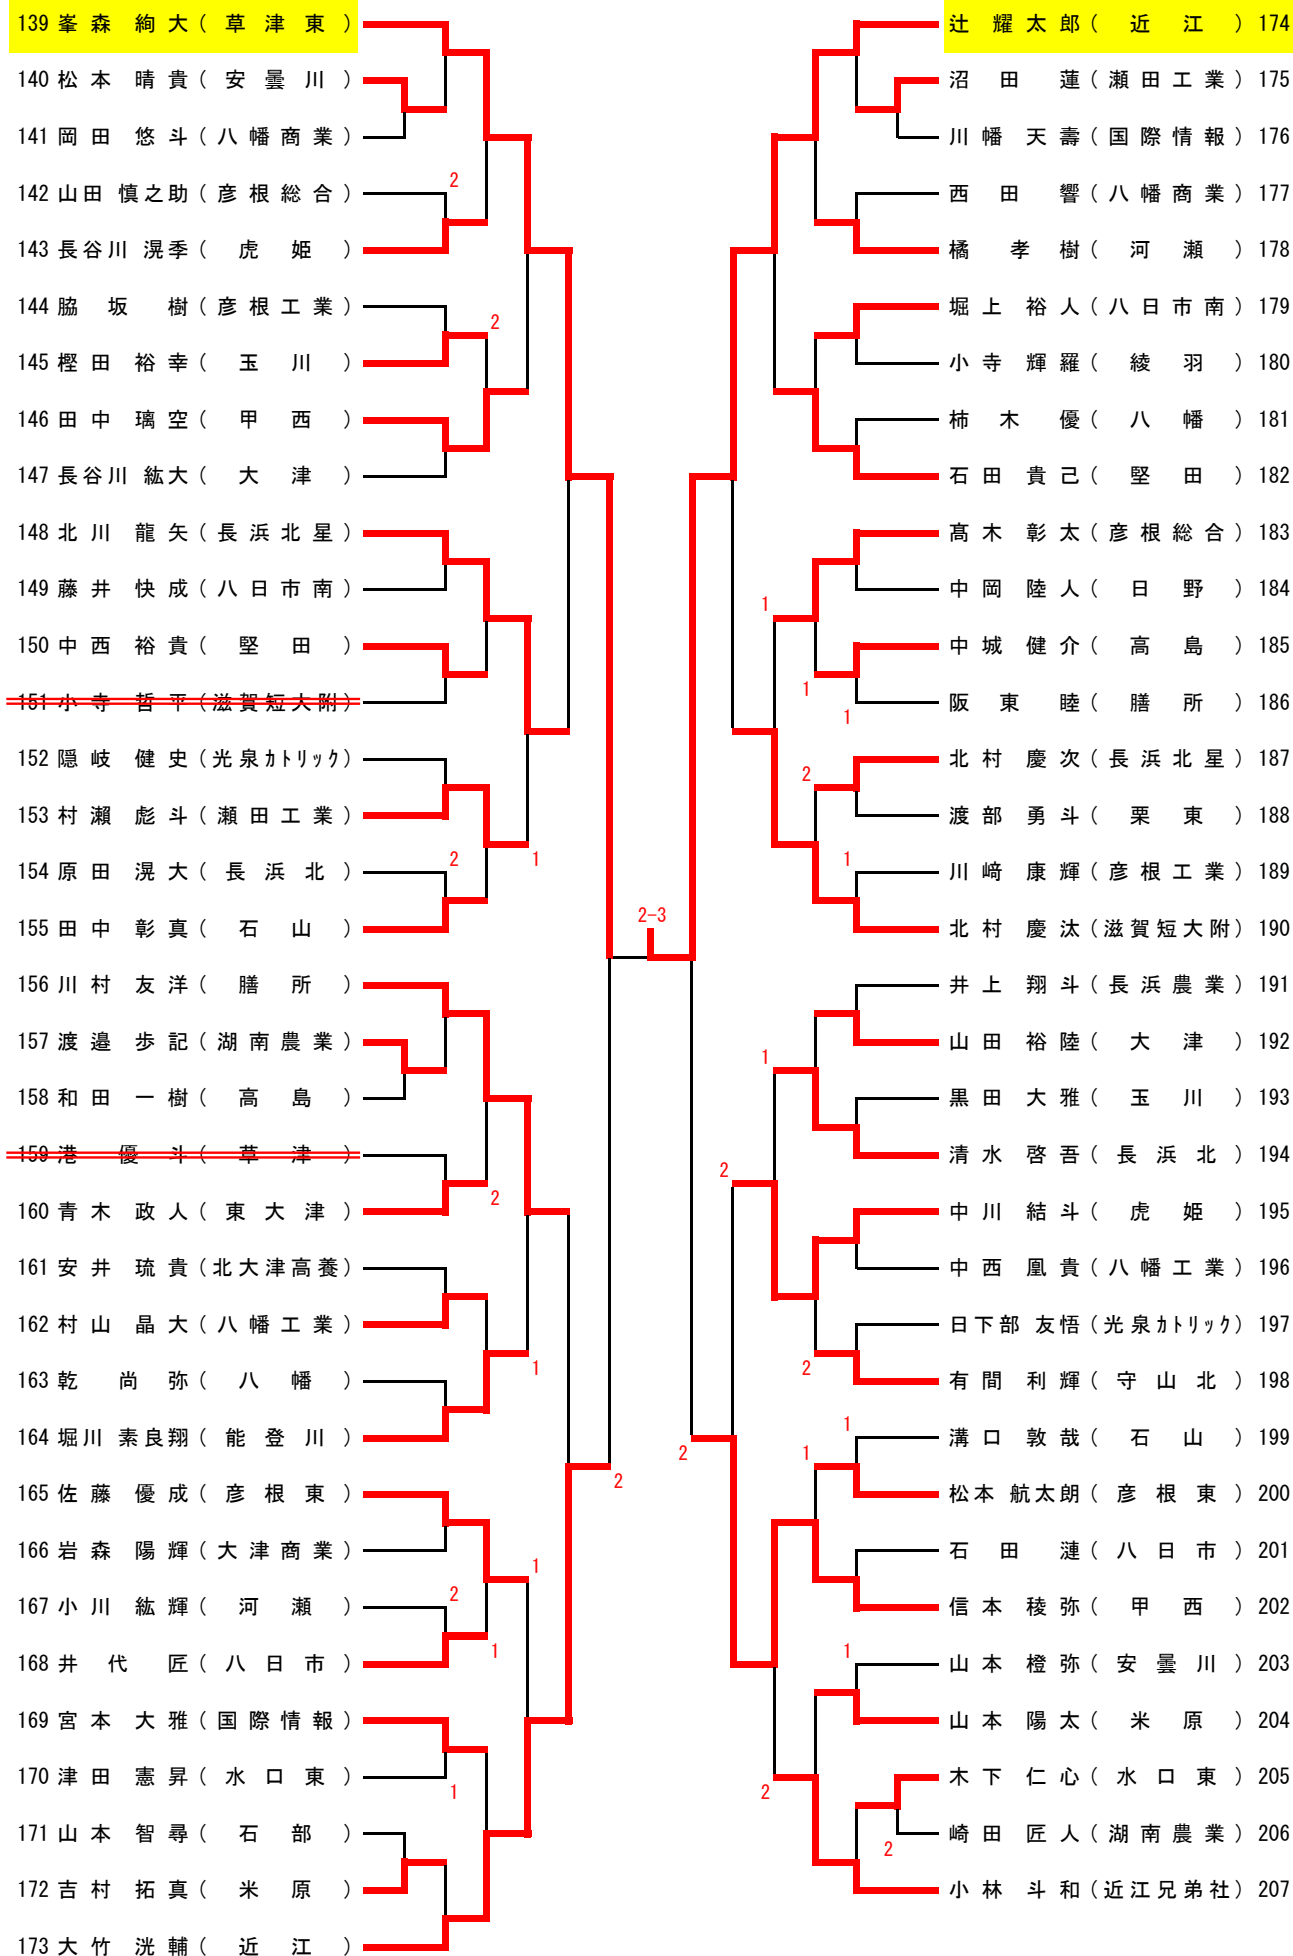 139 峯森 絢大 ( 草津東 )
140 松本 晴貴 ( 安曇川 )
141 岡田 悠斗 ( 八幡商業 )
142 山田 慎之助 ( 彦根総合 )
2
143 長谷川 滉季 ( 虎姫 )
144 脇坂 樹 ( 彦根工業 )
2
145 樫田 裕幸 ( 玉川 )
146 田中 璃空 ( 甲西 )
147 長谷川 紘大 ( 大津 )
148 北川 龍矢 ( 長浜北星 )
149 藤井 快成 ( 八日市南 )
150 中西 裕貴 ( 堅田 )
151 小寺 哲平 ( 滋賀短大附 )
152 隠岐 健史 ( 光泉カトリック )
153 村瀬 彪斗 ( 瀬田工業 )
2
1
154 原田 滉大 ( 長浜北 )
155 田中 彰真 ( 石山 )
156 川村 友洋 ( 膳所 )
157 渡邉 歩記 ( 湖南農業 )
158 和田 一樹 ( 高島 )
159 港 優斗 ( 草津 )
2
160 青木 政人 ( 東大津 )
161 安井 琉貴 ( 北大津高養 )
162 村山 晶大 ( 八幡工業 )
1
163 乾 尚弥 ( 八幡 )
164 堀川 素良翔 ( 能登川 )
2
165 佐藤 優成 ( 彦根東 )
166 岩森 陽輝 ( 大津商業 )
1
2
167 小川 紘輝 ( 河瀬 )
1
168 井代 匠 ( 八日市 )
169 宮本 大雅 ( 国際情報 )
170 津田 憲昇 ( 水口東 )
1
171 山本 智尋 ( 石部 )
172 吉村 拓真 ( 米原 )
173 大竹 洸輔 ( 近江 )
2-3
辻 耀太郎 ( 近江 ) 174
沼田 蓮 ( 瀬田工業 ) 175
川幡 天壽 ( 国際情報 ) 176
西田 響 ( 八幡商業 ) 177
橘 孝樹 ( 河瀬 ) 178
堀上 裕人 ( 八日市南 ) 179
小寺 輝羅 ( 綾羽 ) 180
柿木 優 ( 八幡 ) 181
石田 貴己 ( 堅田 ) 182
髙木 彰太 ( 彦根総合 ) 183
中岡 陸人 ( 日野 ) 184
1
中城 健介 ( 高島 ) 185
1
阪東 睦 ( 膳所 ) 186
1
北村 慶次 ( 長浜北星 ) 187
2
渡部 勇斗 ( 栗東 ) 188
1
川﨑 康輝 ( 彦根工業 ) 189
北村 慶汰 ( 滋賀短大附 ) 190
井上 翔斗 ( 長浜農業 ) 191
山田 裕陸 ( 大津 ) 192
1
黒田 大雅 ( 玉川 ) 193
清水 啓吾 ( 長浜北 ) 194
2
中川 結斗 ( 虎姫 ) 195
中西 凰貴 ( 八幡工業 ) 196
日下部 友悟 ( 光泉カトリック ) 197
2
有間 利輝 ( 守山北 ) 198
1
溝口 敦哉 ( 石山 ) 199
1
2
松本 航太朗 ( 彦根東 ) 200
石田 漣 ( 八日市 ) 201
信本 稜弥 ( 甲西 ) 202
1
山本 橙弥 ( 安曇川 ) 203
山本 陽太 ( 米原 ) 204
木下 仁心 ( 水口東 ) 205
2
崎田 匠人 ( 湖南農業 ) 206
2
小林 斗和 ( 近江兄弟社 ) 207